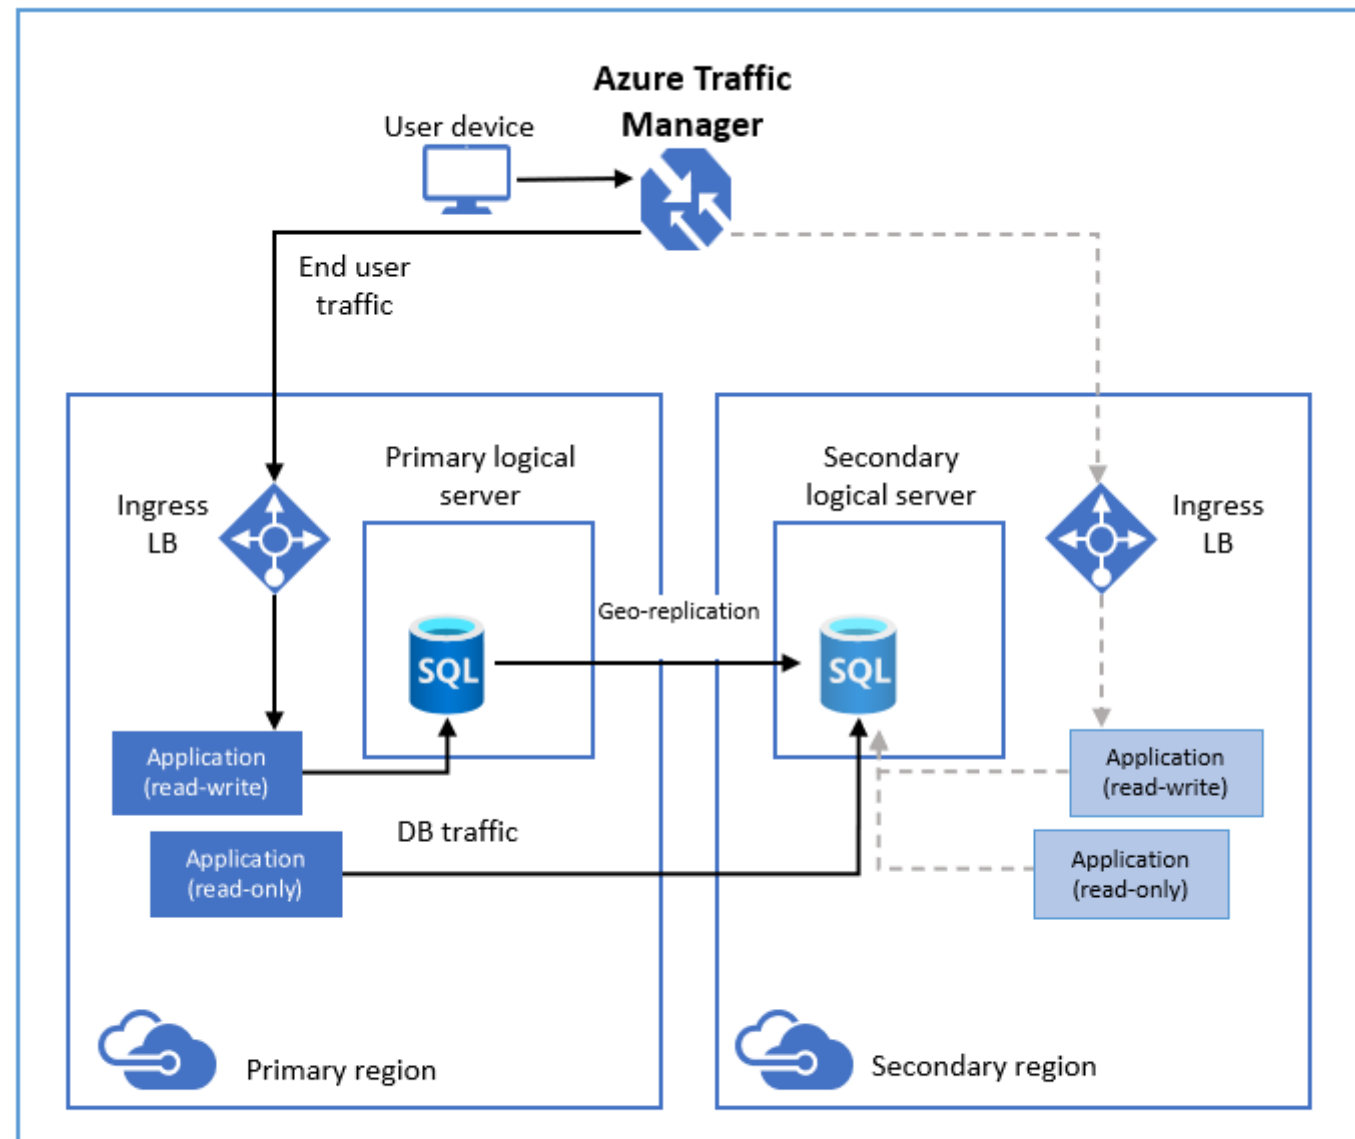 Azure Traffic
Manager
User device
End user
traffic
Primary logical
server
Secondary
logical server
Ingress
LB
Ingress
LB
Geo-replication
SQL
SQL
Application
(read-write)
Application
(read-write)
DB traffic
Application
(read-only)
Application
(read-only)
Primary region
Secondary region